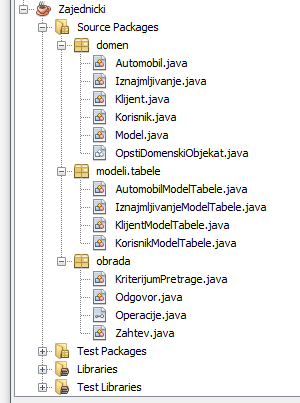 Zajednicki
Source Packages
domen
Automobil.java
Iznajmljivanje.java
Klijent.java
Korisnik.java
Model.java
OpstiDomenskiObjekat.java
modeli.tabele
AutomobilModelTabele.java
IznajmljivanjeModelTabele.java
KlijentModelTabele.java
KorisnikModelTabele.java
obrada
KriterijumPretrage.java
Odgovor.java
Operacije.java
Zahtev.java
Test Packages
Libraries
Test Libraries